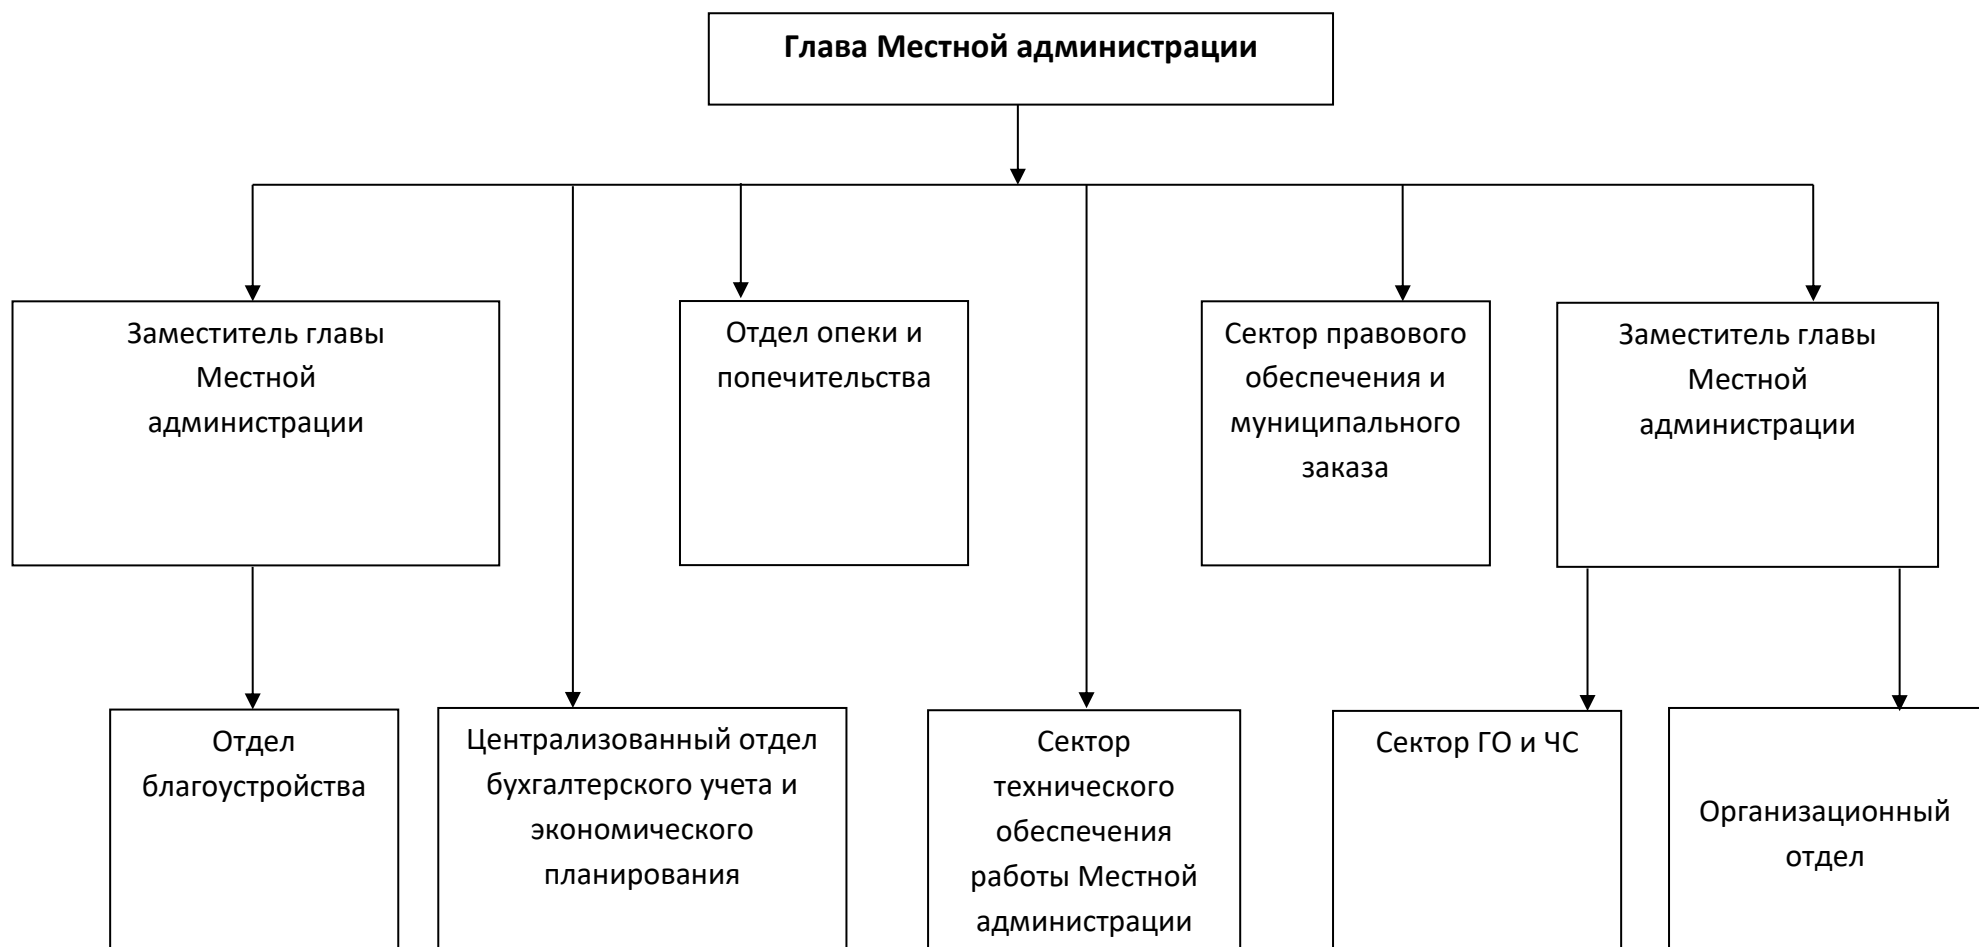 Глава Местной администрации
Заместитель главы
Местной
администрации
Отдел опеки и
попечительства
Сектор правового
обеспечения и
муниципального
заказа
Заместитель главы
Местной
администрации
Отдел
благоустройства
Централизованный отдел
бухгалтерского учета и
экономического
планирования
Сектор
технического
обеспечения
работы Местной
администрации
Сектор ГО и ЧС
Организационный
отдел